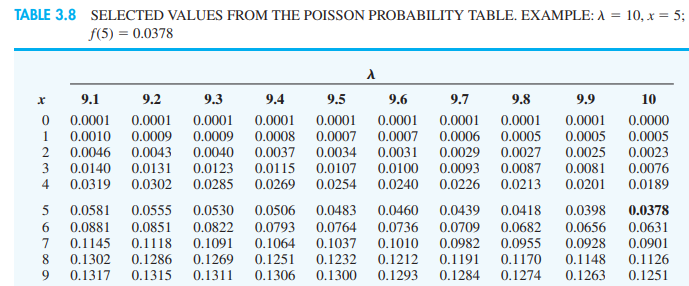 TABLE 3.8 SELECTED VALUES FROM THE POISSON PROBABILITY TABLE. EXAMPLE: λ = 10, x = 5;
f(5) = 0.0378
λ
x 9.1 9.2 9.3 9.4 9.5 9.6 9.7 9.8 9.9 10
0 0.0001 0.0001 0.0001 0.0001 0.0001 0.0001 0.0001 0.0001 0.0001 0.0000
1 0.0010 0.0009 0.0009 0.0008 0.0007 0.0007 0.0006 0.0005 0.0005 0.0005
2 0.0046 0.0043 0.0040 0.0037 0.0034 0.0031 0.0029 0.0027 0.0025 0.0023
3 0.0140 0.0131 0.0123 0.0115 0.0107 0.0100 0.0093 0.0087 0.0081 0.0076
4 0.0319 0.0302 0.0285 0.0269 0.0254 0.0240 0.0226 0.0213 0.0201 0.0189
5 0.0581 0.0555 0.0530 0.0506 0.0483 0.0460 0.0439 0.0418 0.0398 0.0378
6 0.0881 0.0851 0.0822 0.0793 0.0764 0.0736 0.0709 0.0682 0.0656 0.0631
7 0.1145 0.1118 0.1091 0.1064 0.1037 0.1010 0.0982 0.0955 0.0928 0.0901
8 0.1302 0.1286 0.1269 0.1251 0.1232 0.1212 0.1191 0.1170 0.1148 0.1126
9 0.1317 0.1315 0.1311 0.1306 0.1300 0.1293 0.1284 0.1274 0.1263 0.1251